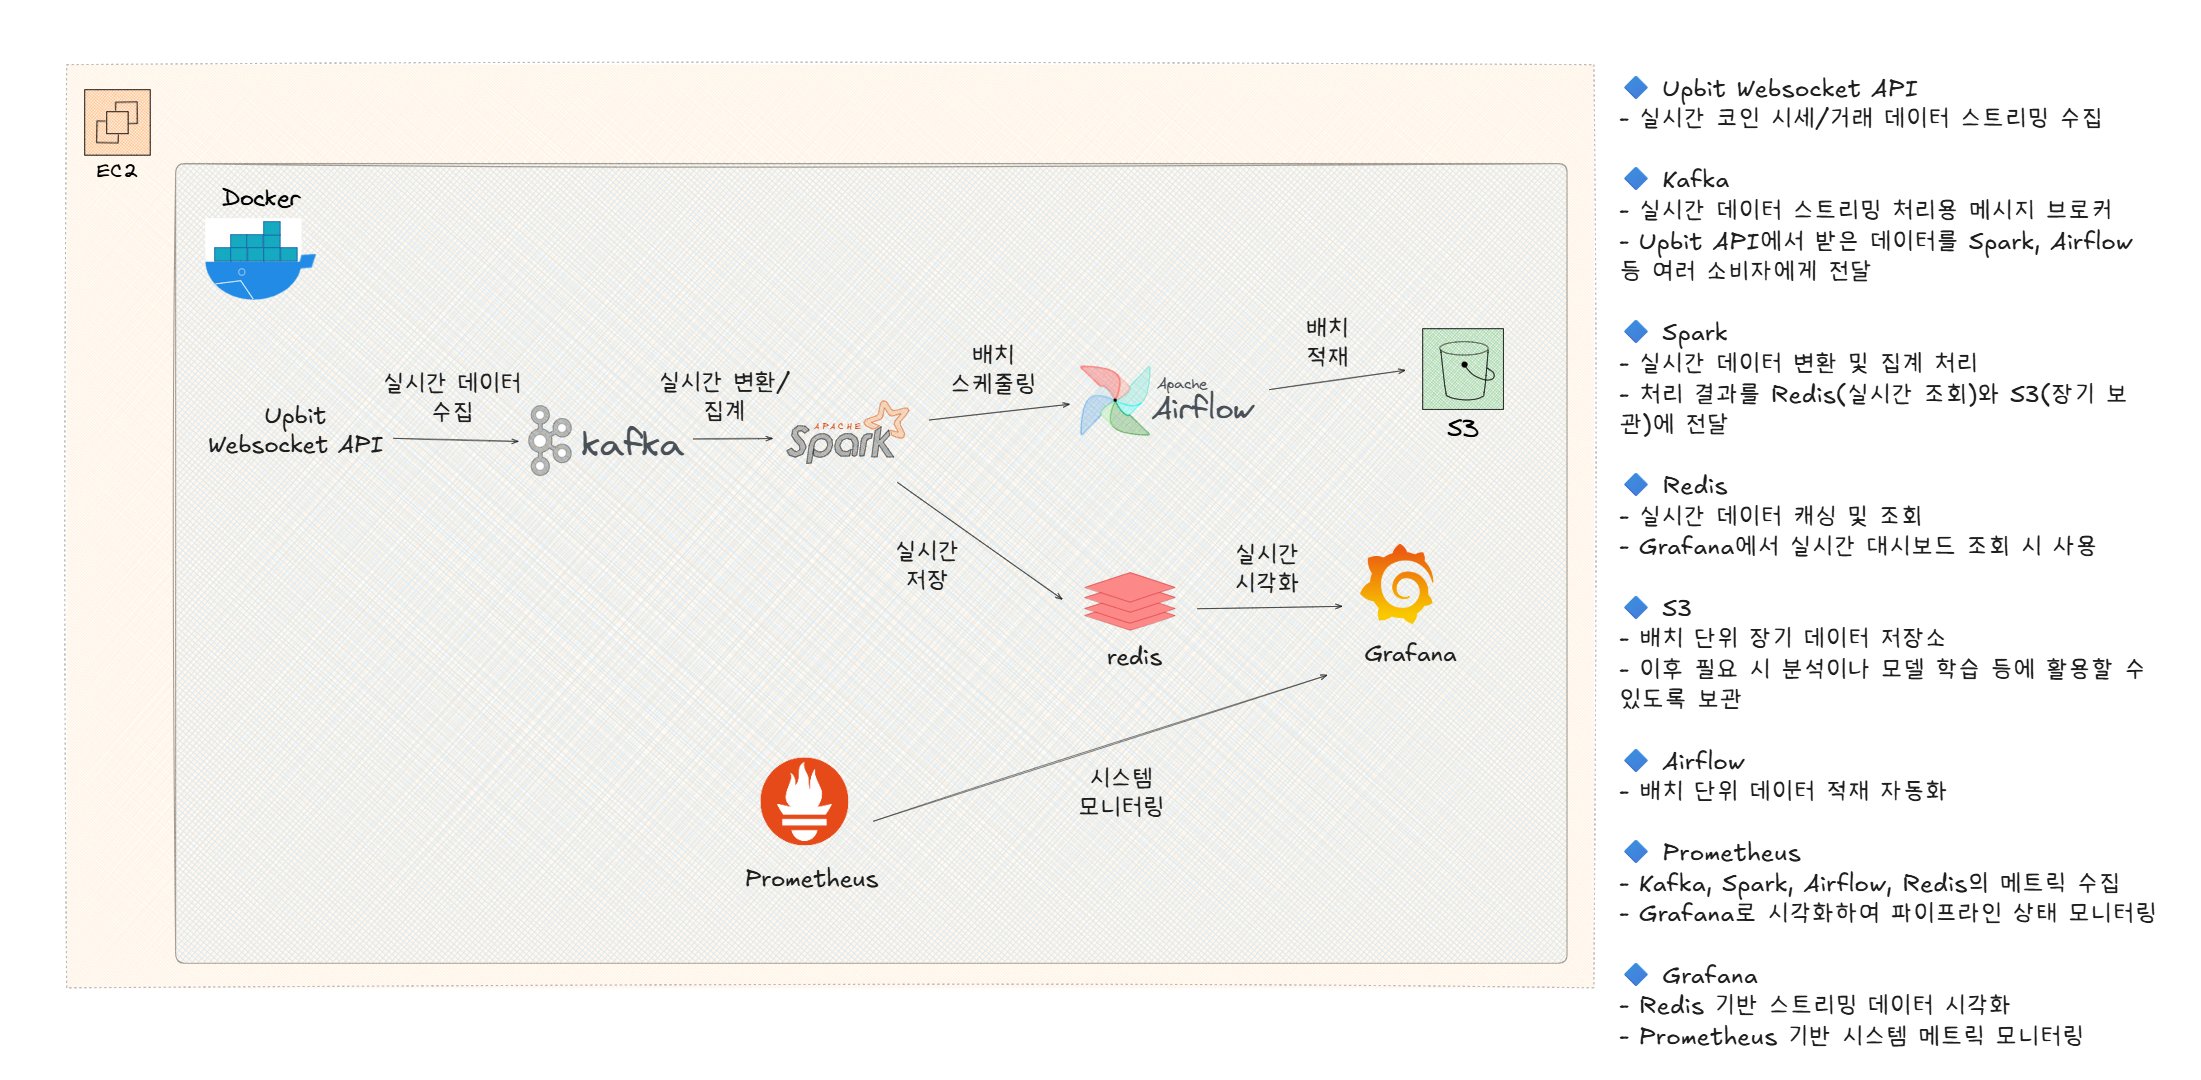 EC2
Docker
Upbit
Websocket API
실시간 데이터
수집
kafka
실시간 변환/
집계
APACHE
Spark
배치
스케줄링
Apache
Airflow
배치
적재
S3
실시간
저장
redis
실시간
시각화
Grafana
Prometheus
시스템
모니터링
🔷 Upbit Websocket API
- 실시간 코인 시세/거래 데이터 스트리밍 수집
🔷 Kafka
- 실시간 데이터 스트리밍 처리용 메시지 브로커
- Upbit API에서 받은 데이터를 Spark, Airflow
등 여러 소비자에게 전달
🔷 Spark
- 실시간 데이터 변환 및 집계 처리
- 처리 결과를 Redis(실시간 조회)와 S3(장기 보
관)에 전달
🔷 Redis
- 실시간 데이터 캐싱 및 조회
- Grafana에서 실시간 대시보드 조회 시 사용
🔷 S3
- 배치 단위 장기 데이터 저장소
- 이후 필요 시 분석이나 모델 학습 등에 활용할 수
있도록 보관
🔷 Airflow
- 배치 단위 데이터 적재 자동화
🔷 Prometheus
- Kafka, Spark, Airflow, Redis의 메트릭 수집
- Grafana로 시각화하여 파이프라인 상태 모니터링
🔷 Grafana
- Redis 기반 스트리밍 데이터 시각화
- Prometheus 기반 시스템 메트릭 모니터링